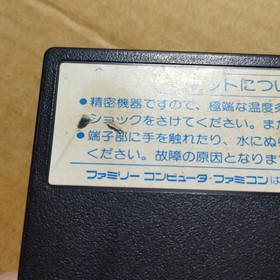 ットについ
●精密機器ですので、極端な温度
ショックをさけてください。ま
●端子部に手を触れたり、水にぬ
ください。故障の原因となりま
ファミリー コンピュータ・ファミコンは